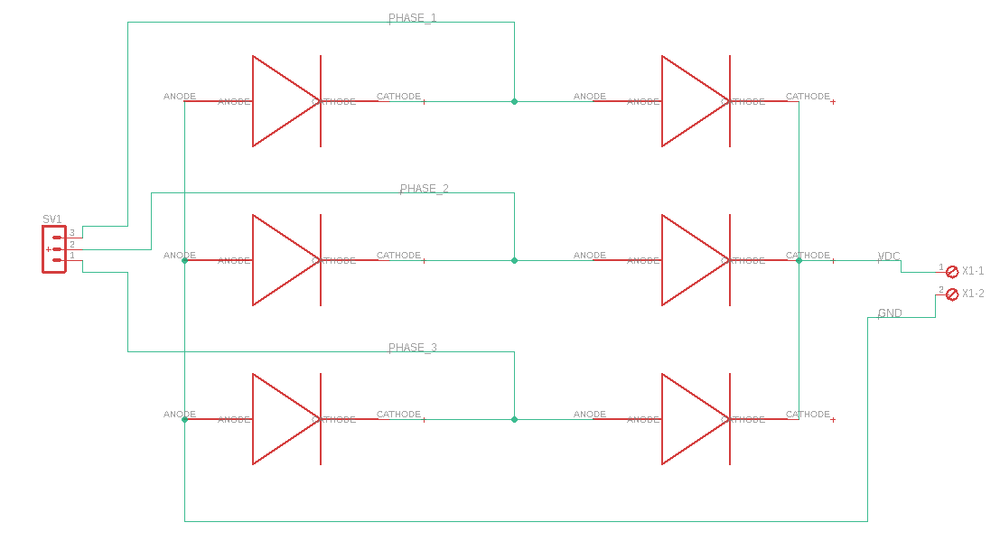 PHASE_1
ANODE CATHODE ANODE CATHODE
ANODE CATHODE ANODE CATHODE
PHASE_2
SV1
3
2
1
ANODE CATHODE ANODE CATHODE
ANODE CATHODE ANODE CATHODE
VDC
1 X1-1
2 X1-2
GND
PHASE_3
ANODE CATHODE ANODE CATHODE
ANODE CATHODE ANODE CATHODE